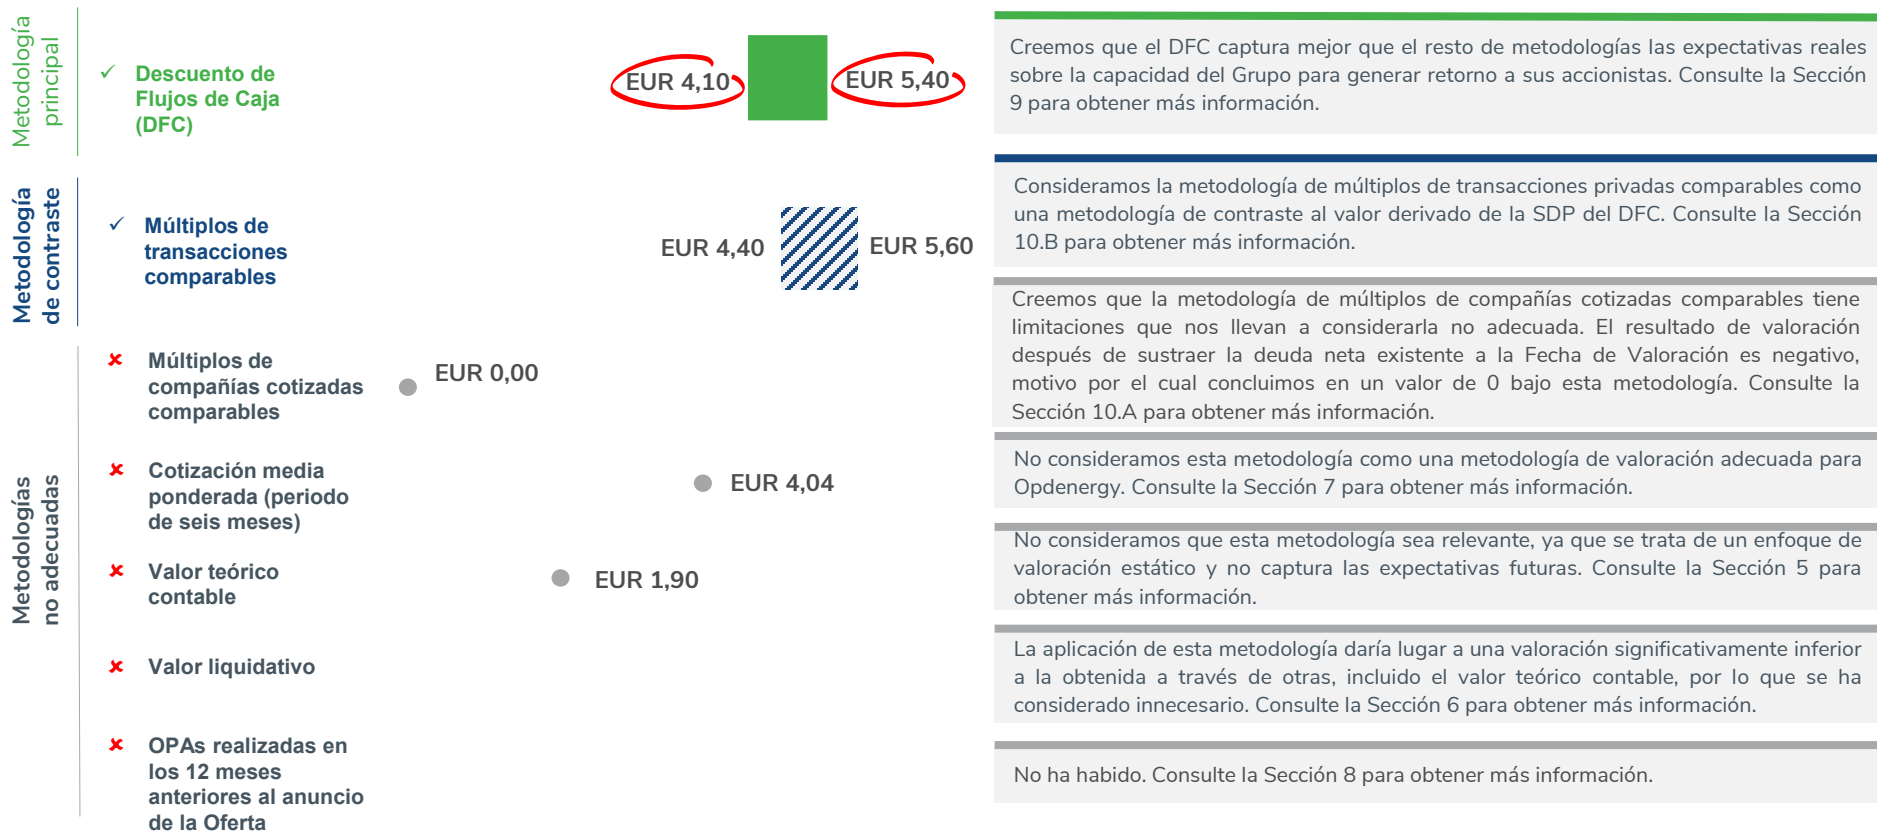 Metodología
principal
✓ Descuento de
Flujos de Caja
(DFC)
EUR 4,10
EUR 5,40
Creemos que el DFC captura mejor que el resto de metodologías las expectativas reales
sobre la capacidad del Grupo para generar retorno a sus accionistas. Consulte la Sección
9 para obtener más información.
Metodología
de contraste
✓ Múltiplos de
transacciones
comparables
EUR 4,40
EUR 5,60
Consideramos la metodología de múltiplos de transacciones privadas comparables como
una metodología de contraste al valor derivado de la SDP del DFC. Consulte la Sección
10.B para obtener más información.
Metodologías
no adecuadas
✘ Múltiplos de
compañías cotizadas
comparables
EUR 0,00
Creemos que la metodología de múltiplos de compañías cotizadas comparables tiene
limitaciones que nos llevan a considerarla no adecuada. El resultado de valoración
después de sustraer la deuda neta existente a la Fecha de Valoración es negativo,
motivo por el cual concluimos en un valor de 0 bajo esta metodología. Consulte la
Sección 10.A para obtener más información.
✘ Cotización media
ponderada (periodo
de seis meses)
EUR 4,04
No consideramos esta metodología como una metodología de valoración adecuada para
Opdenergy. Consulte la Sección 7 para obtener más información.
✘ Valor teórico
contable
EUR 1,90
No consideramos que esta metodología sea relevante, ya que se trata de un enfoque de
valoración estático y no captura las expectativas futuras. Consulte la Sección 5 para
obtener más información.
✘ Valor liquidativo
La aplicación de esta metodología daría lugar a una valoración significativamente inferior
a la obtenida a través de otras, incluido el valor teórico contable, por lo que se ha
considerado innecesario. Consulte la Sección 6 para obtener más información.
✘ OPAs realizadas en
los 12 meses
anteriores al anuncio
de la Oferta
No ha habido. Consulte la Sección 8 para obtener más información.